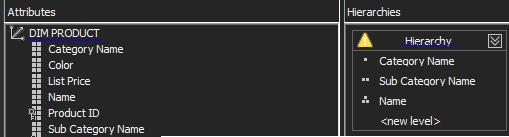 Attributes
DIM PRODUCT
Category Name
Color
List Price
Name
Product ID
Sub Category Name
Hierarchies
Hierarchy
Category Name
Sub Category Name
Name
<new level>